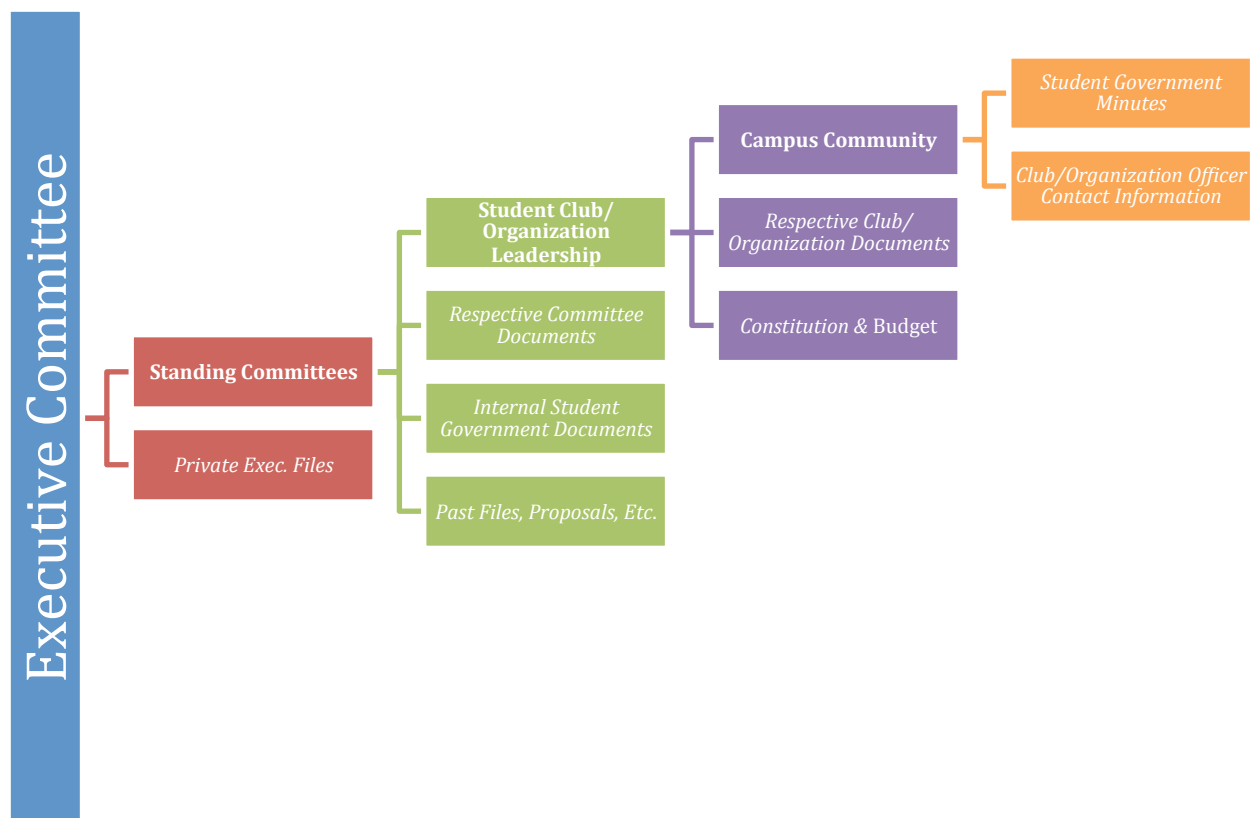 Executive Committee
Standing Committees
Private Exec. Files
Student Club/
Organization
Leadership
Respective Committee
Documents
Internal Student
Government Documents
Past Files, Proposals, Etc.
Campus Community
Respective Club/
Organization Documents
Constitution & Budget
Student Government
Minutes
Club/Organization Officer
Contact Information